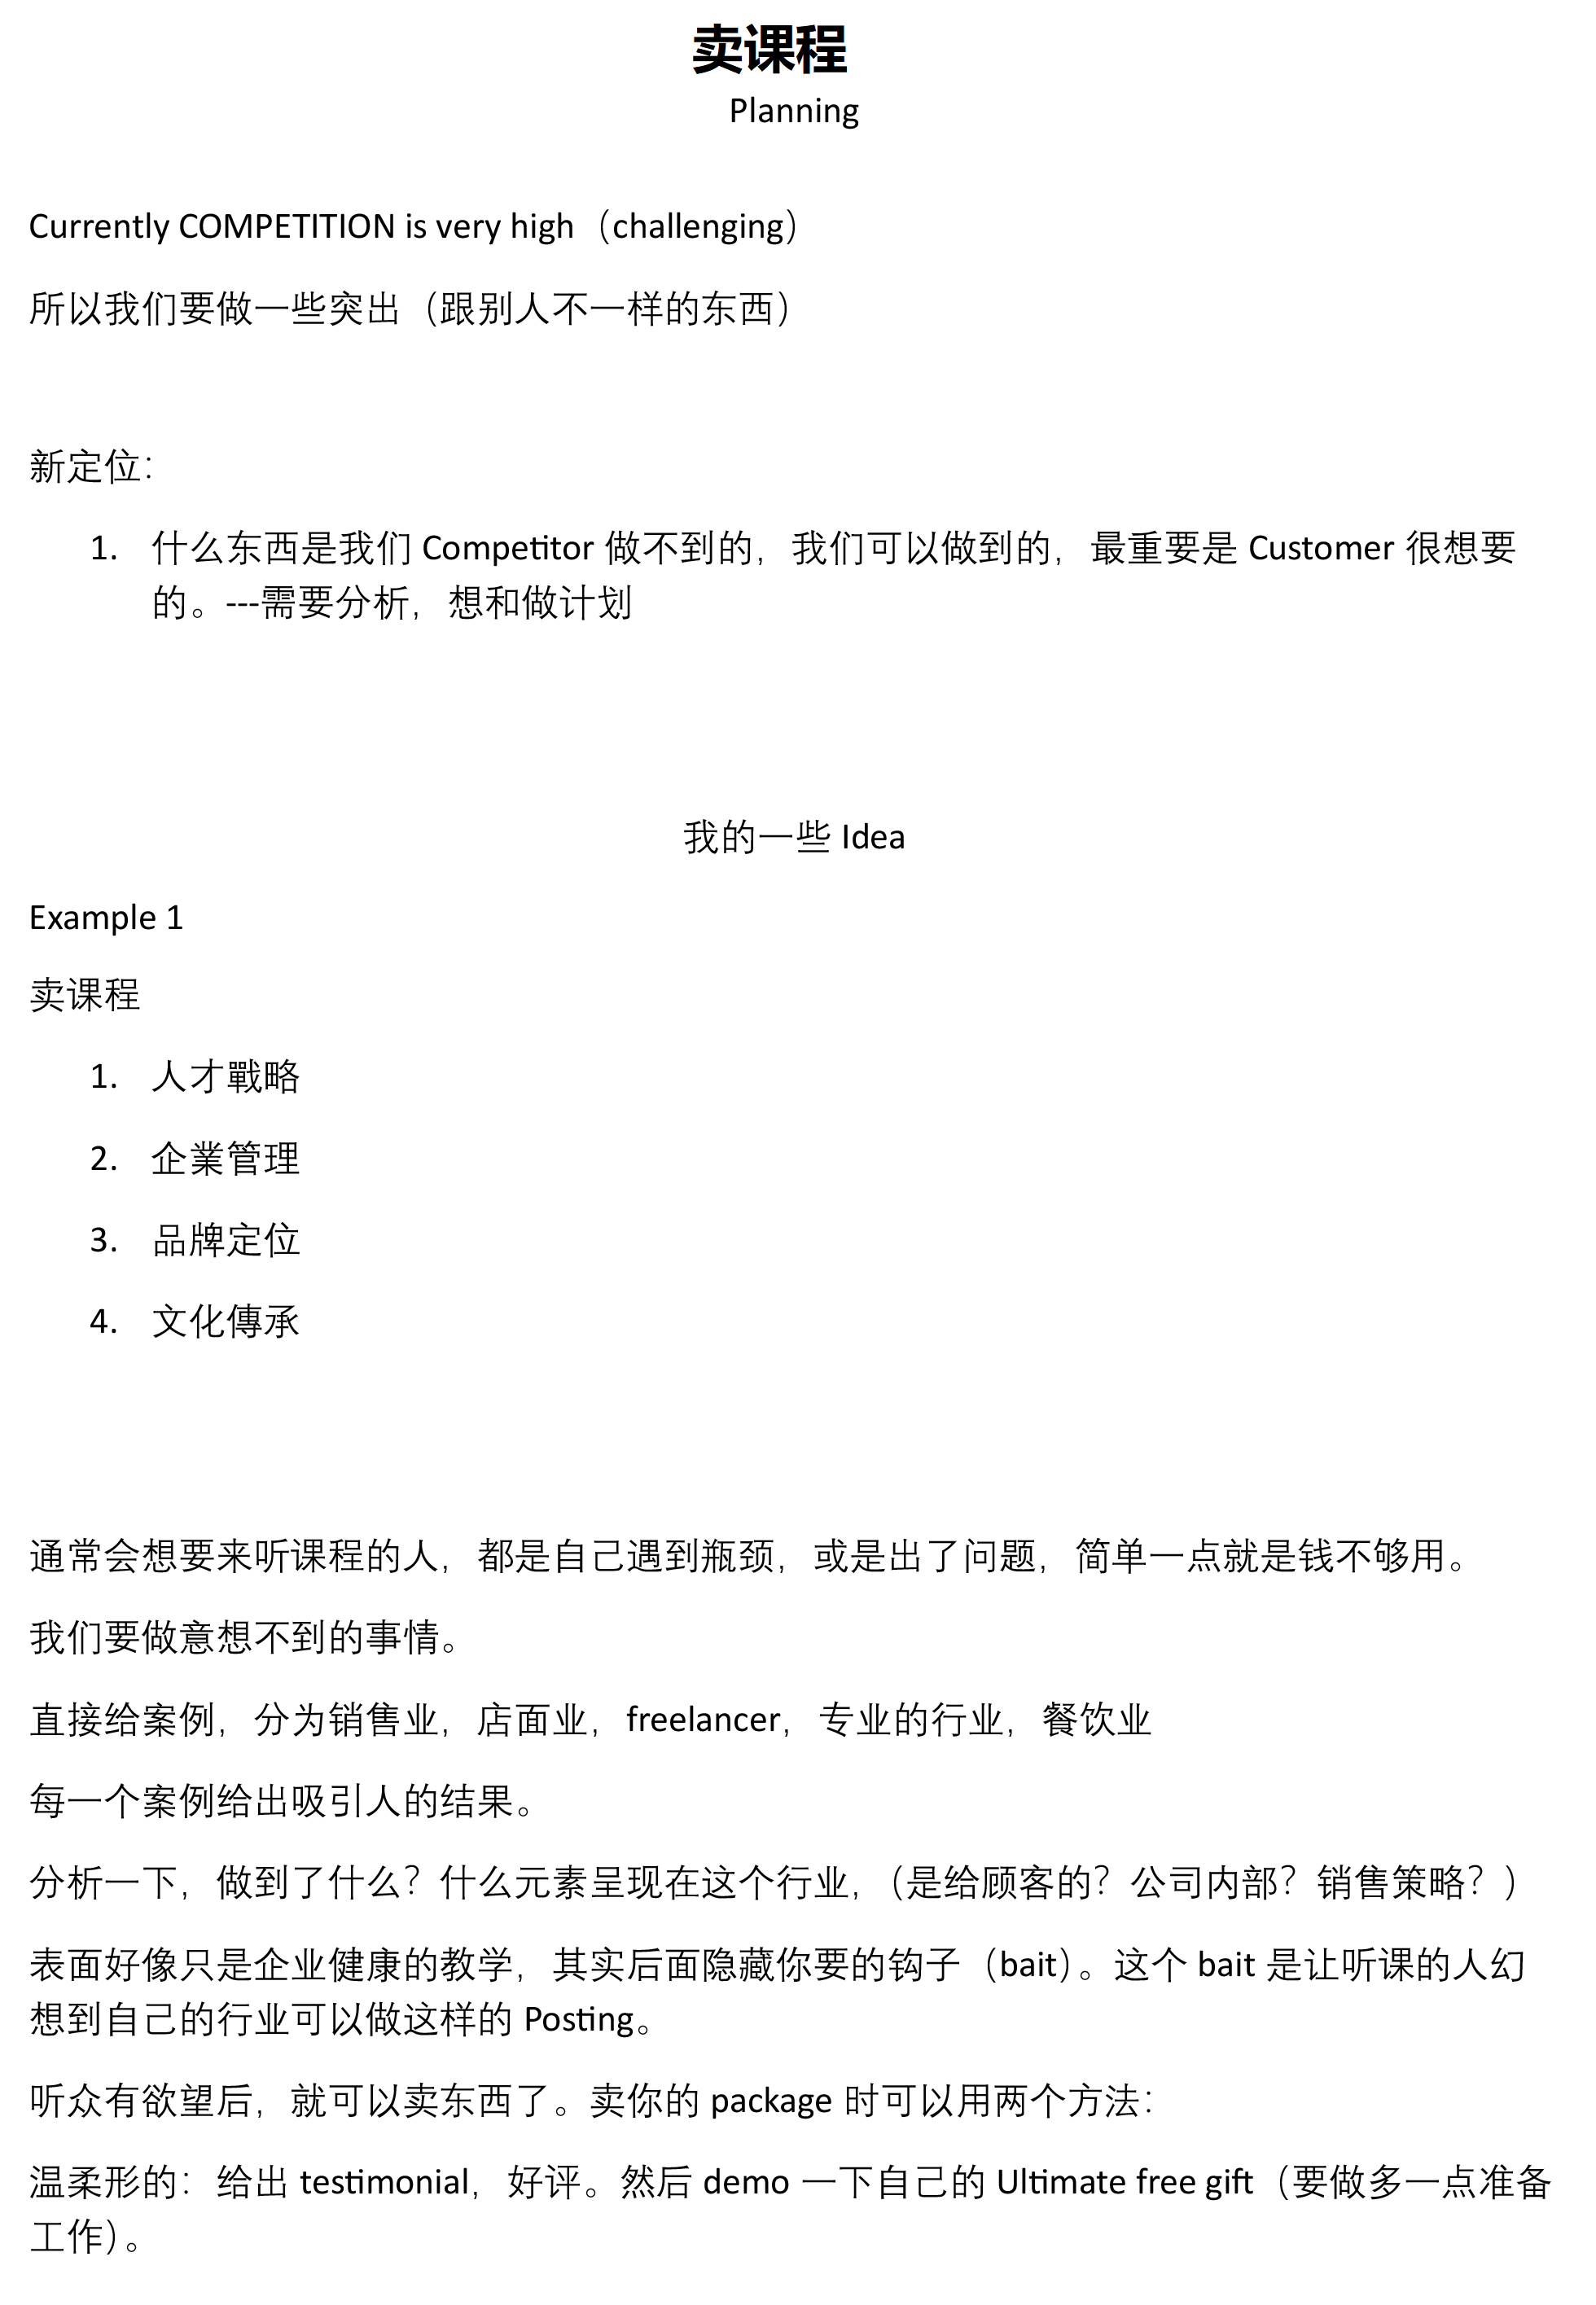 卖课程
Planning
Currently COMPETITION is very high（challenging）
所以我们要做一些突出（跟别人不一样的东西）
新定位：
1. 什么东西是我们 Competitor 做不到的，我们可以做到的，最重要是 Customer 很想要
的。---需要分析，想和做计划
我的一些 Idea
Example 1
卖课程
1. 人才戰略
2. 企業管理
3. 品牌定位
4. 文化傳承
通常会想要来听课程的人，都是自己遇到瓶颈，或是出了问题，简单一点就是钱不够用。
我们要做意想不到的事情。
直接给案例，分为销售业，店面业，freelancer，专业的行业，餐饮业
每一个案例给出吸引人的结果。
分析一下，做到了什么？什么元素呈现在这个行业，（是给顾客的？公司内部？销售策略？）
表面好像只是企业健康的教学，其实后面隐藏你要的钩子（bait）。这个 bait 是让听课的人幻
想到自己的行业可以做这样的 Posting。
听众有欲望后，就可以卖东西了。卖你的 package 时可以用两个方法：
温柔形的：给出 testimonial，好评。然后 demo 一下自己的 Ultimate free gift（要做多一点准备
工作）。